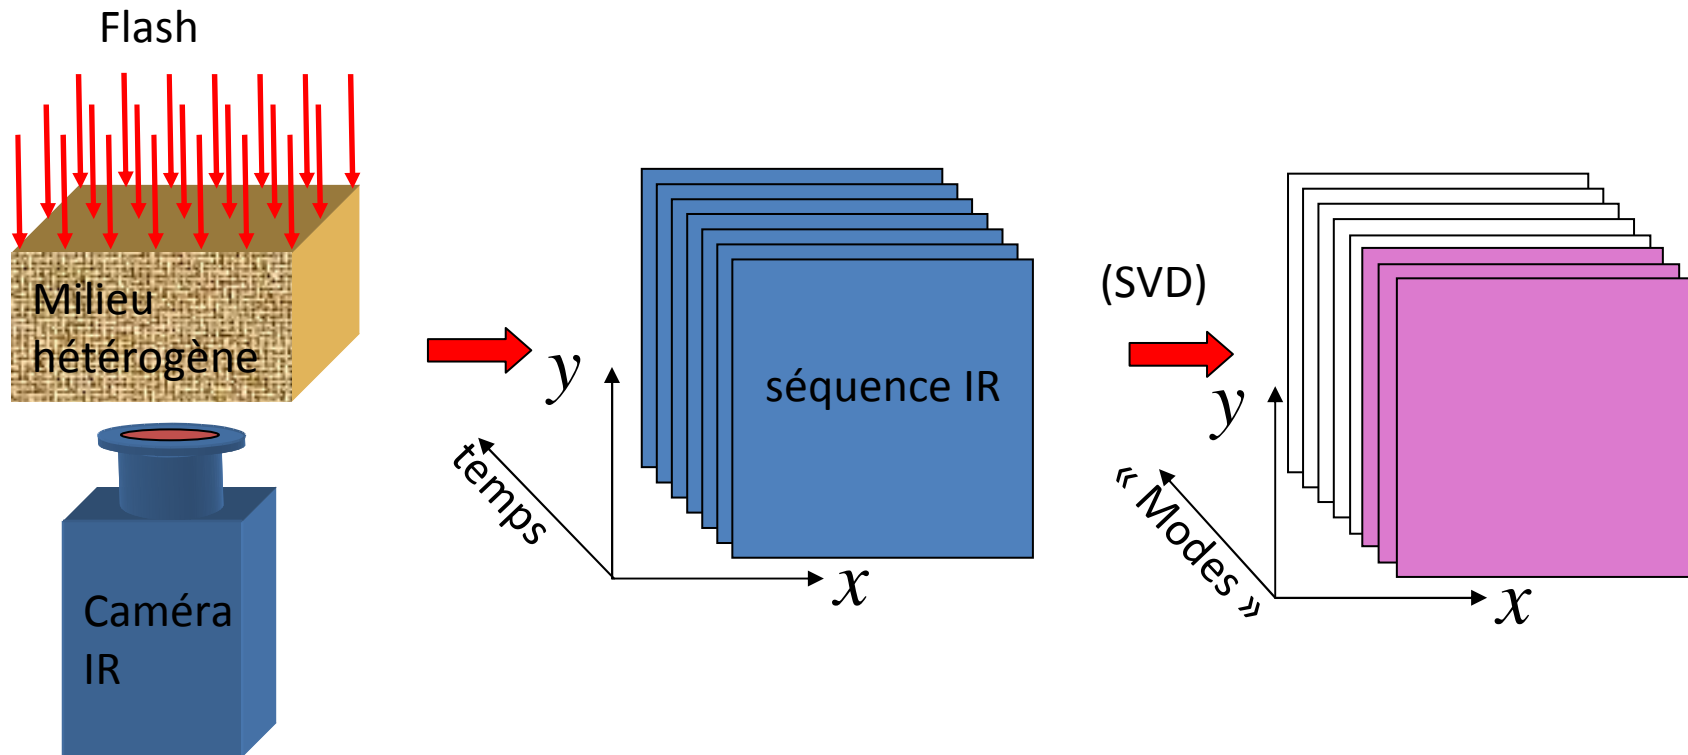 Flash
Milieu
hétérogène
Caméra
IR
y
temps
x
séquence IR
(SVD)
y
« Modes »
x